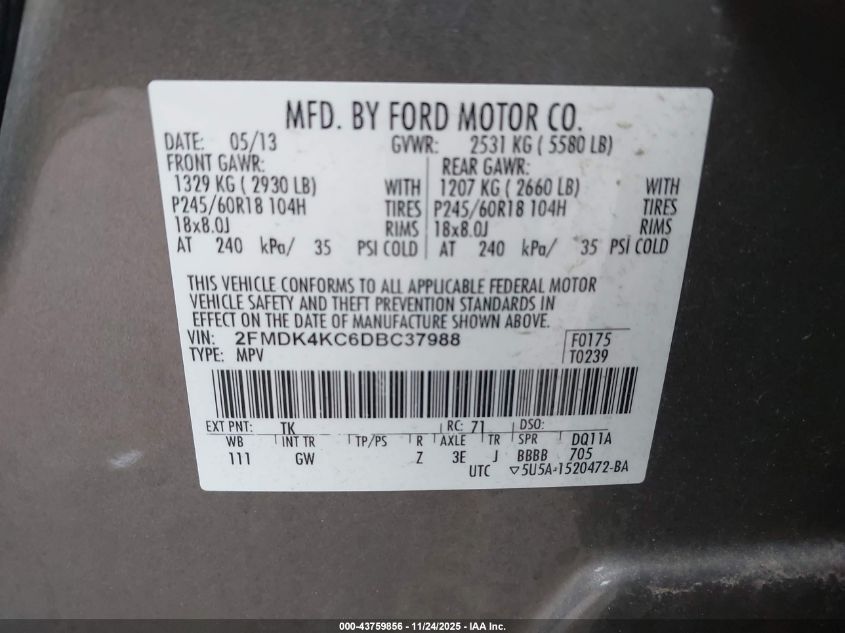 MFD. BY FORD MOTOR CO.
DATE: 05/13 GVWR: 2531 KG ( 5580 LB)
FRONT GAWR: REAR GAWR:
1329 KG ( 2930 LB) WITH 1207 KG ( 2660 LB) WITH
P245/60R18 104H TIRES P245/60R18 104H TIRES
18x8.0J RIMS 18x8.0J RIMS
AT 240 kPa/ 35 PSI COLD AT 240 kPa/ 35 PSI COLD
THIS VEHICLE CONFORMS TO ALL APPLICABLE FEDERAL MOTOR
VEHICLE SAFETY AND THEFT PREVENTION STANDARDS IN
EFFECT ON THE DATE OF MANUFACTURE SHOWN ABOVE.
VIN: 2FMDK4KC6DBC37988 F0175
TYPE: MPV T0239
EXT PNT: TK RC: 71 DSO:
WB INT TR TP/PS R AXLE TR SPR DQ11A
111 GW Z 3E J BBBB 705
UTC ▽5U5A-1520472-BA
000-43759856 | 11/24/2025 | IAA Inc.